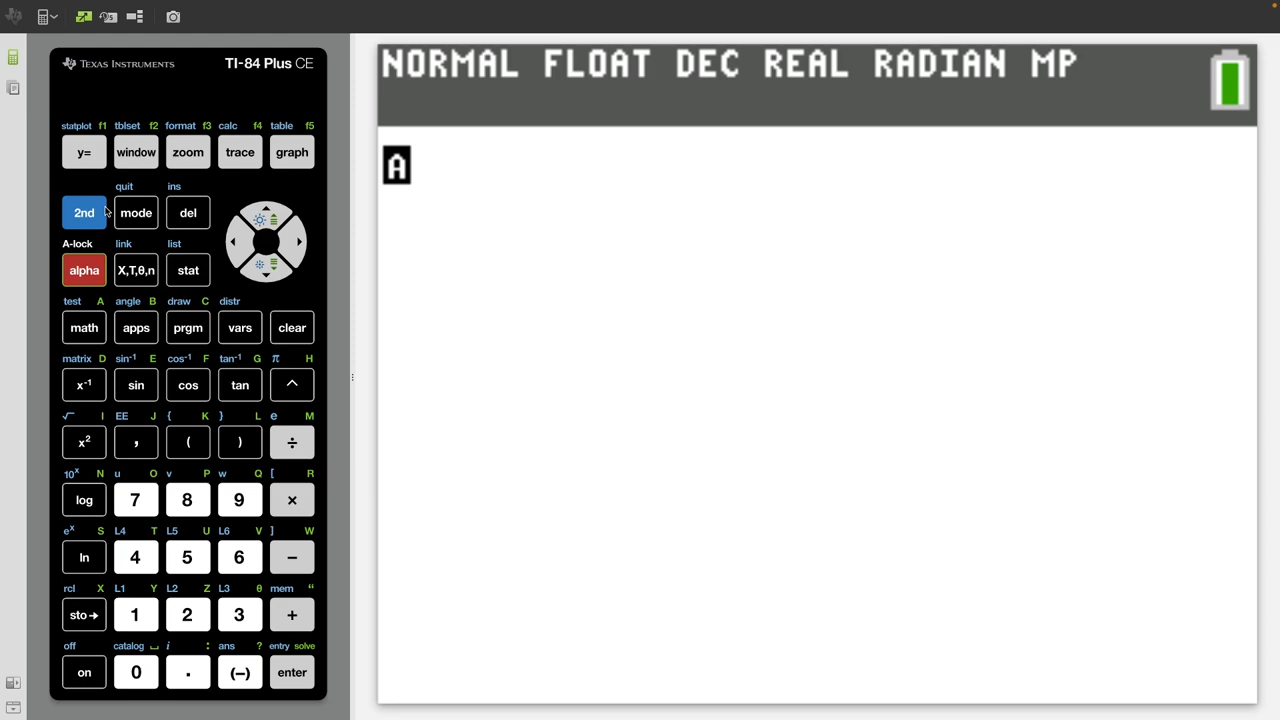 NORMAL FLOAT DEC REAL RADIAN MP
A
TEXAS INSTRUMENTS TI-84 Plus CE
statplot f1 tblset f2 format f3 calc f4 table f5
y= window zoom trace graph
quit ins
2nd mode del
A-lock link list
alpha X,T,θ,n stat
test A angle B draw C distr
math apps prgm vars clear
matrix D sin⁻¹ E cos⁻¹ F tan⁻¹ G π H
x⁻¹ sin cos tan ^
√ I EE J { K } L e M
x² , ( ) ÷
10ˣ N u O v P w Q [ R
log 7 8 9 ×
eˣ S L4 T L5 U L6 V ] W
ln 4 5 6 −
rcl X L1 Y L2 Z L3 θ mem “
sto→ 1 2 3 +
off catalog ⎵ i : ans ? entry solve
on 0 . (−) enter